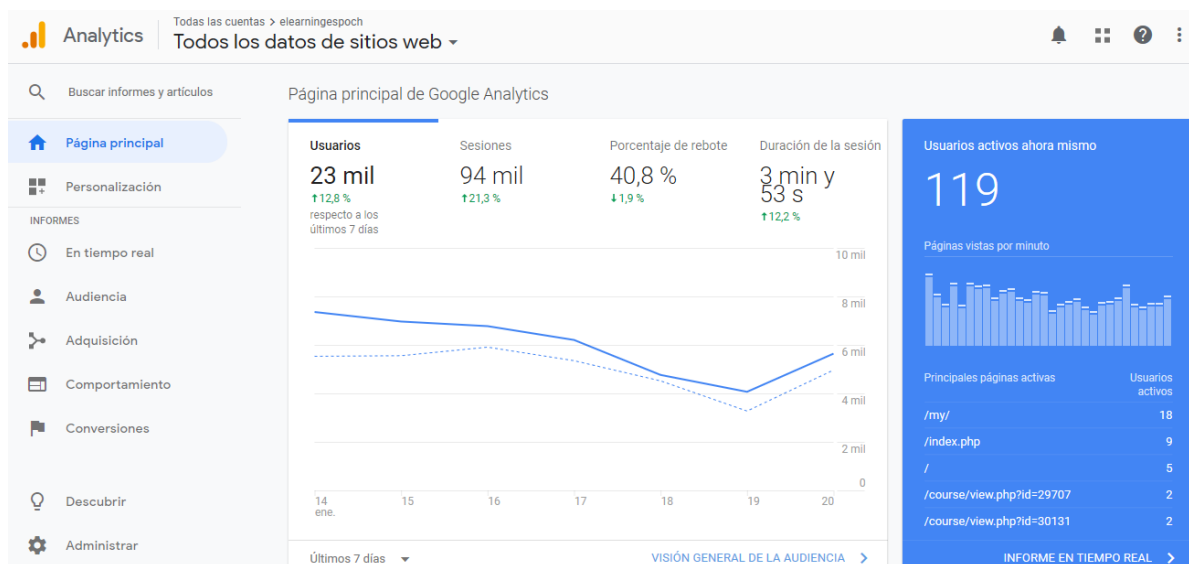 Analytics
Todas las cuentas > elearningespoch
Todos los datos de sitios web
Buscar informes y artículos
Página principal
Personalización
INFORMES
En tiempo real
Audiencia
Adquisición
Comportamiento
Conversiones
Descubrir
Administrar
Página principal de Google Analytics
Usuarios
23 mil
↑12,8 %
respecto a los
últimos 7 días
Sesiones
94 mil
↑21,3 %
Porcentaje de rebote
40,8 %
↓1,9 %
Duración de la sesión
3 min y
53 s
↑12,2 %
10 mil
8 mil
6 mil
4 mil
2 mil
0
14 15 16 17 18 19 20
ene.
Últimos 7 días
VISIÓN GENERAL DE LA AUDIENCIA
Usuarios activos ahora mismo
119
Páginas vistas por minuto
Principales páginas activas Usuarios
activos
/my/ 18
/index.php 9
/ 5
/course/view.php?id=29707 2
/course/view.php?id=30131 2
INFORME EN TIEMPO REAL